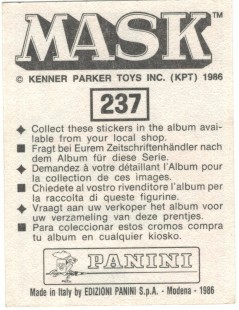 MASK™
© KENNER PARKER TOYS INC. (KPT) 1986
237
◆ Collect these stickers in the album avai-
lable from your local shop.
■ Fragt bei Eurem Zeitschriftenhändler nach
dem Album für diese Serie.
◆ Demandez à votre détaillant l'Album pour
la collection de ces images.
■ Chiedete al vostro rivenditore l'album per
la raccolta di queste figurine.
◆ Vraagt aan uw verkoper het album voor
uw verzameling van deze prentjes.
■ Para coleccionar estos cromos compra
tu album en cualquier kiosko.
PANINI
Made in Italy by EDIZIONI PANINI S.p.A. - Modena - 1986